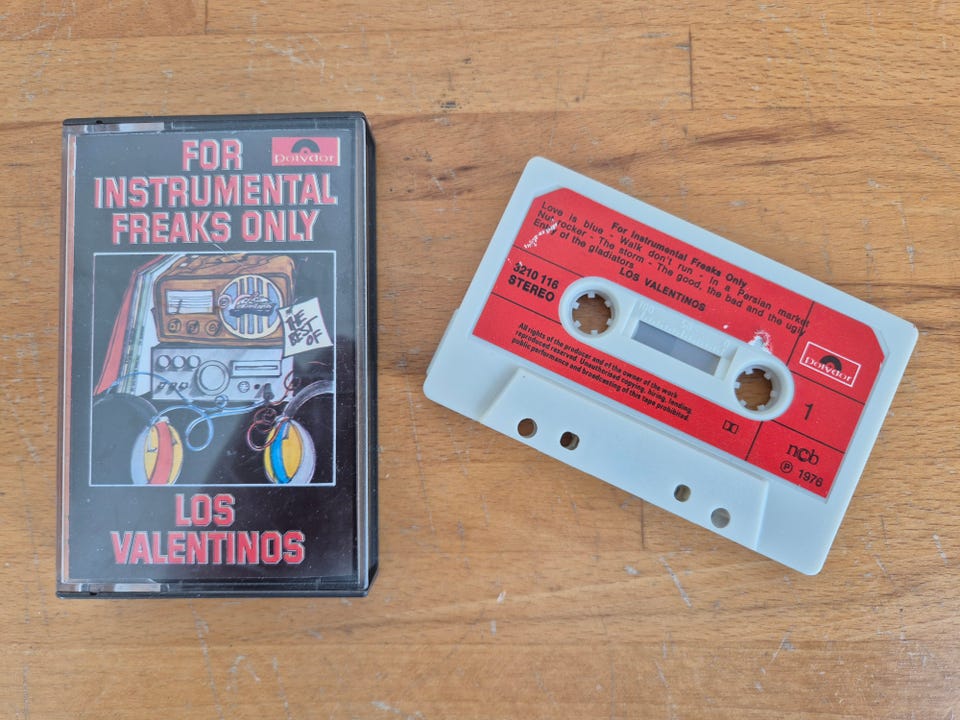 FOR
INSTRUMENTAL
FREAKS ONLY
Polydor
THE
BEST
OF
LOS
VALENTINOS
For Instrumental Freaks Only
Love is blue - Walk don't run - In a Persian market
Nutrocker - The storm - The good, the bad and the ugly
Entry of the gladiators
LOS VALENTINOS
3210 116
STEREO
All rights of the producer and of the owner of the work
reproduced reserved. Unauthorised copying, hiring, lending,
public performance and broadcasting of this tape prohibited.
Polydor
1
ncb
℗ 1976